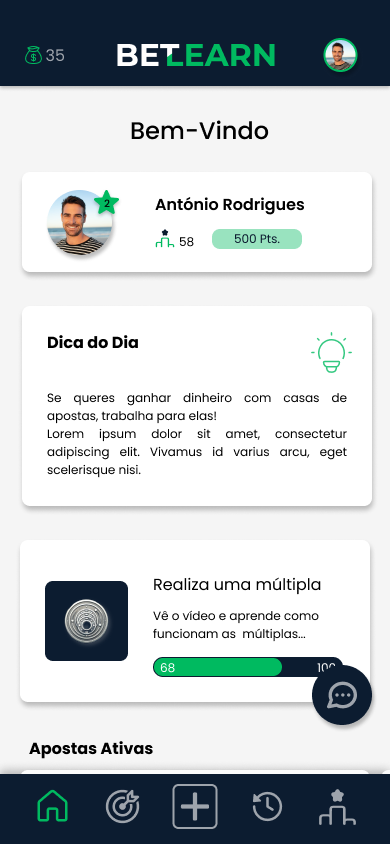 35
BETLEARN
Bem-Vindo
2
António Rodrigues
58
500 Pts.
Dica do Dia
Se queres ganhar dinheiro com casas de
apostas, trabalha para elas!
Lorem ipsum dolor sit amet, consectetur
adipiscing elit. Vivamus id varius arcu, eget
scelerisque nisi.
Realiza uma múltipla
Vê o vídeo e aprende como
funcionam as múltiplas...
68
100
Apostas Ativas